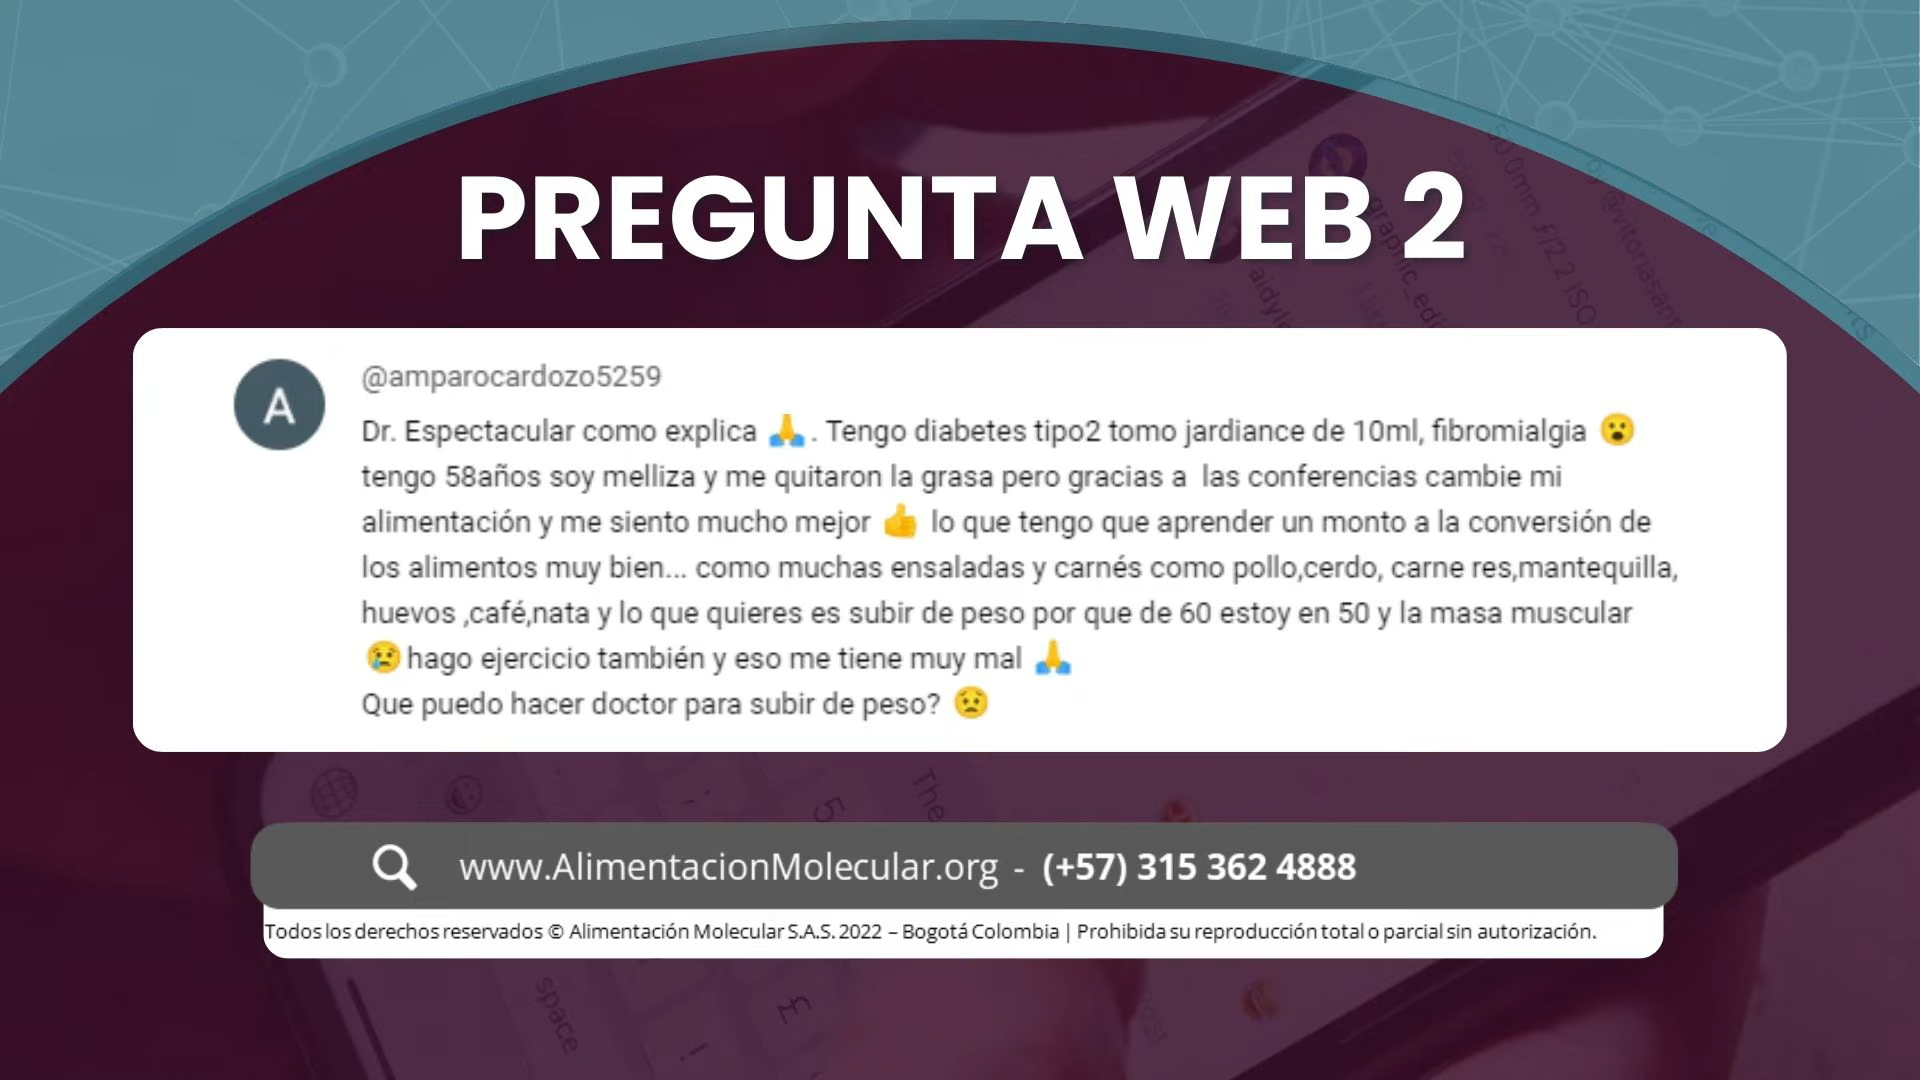 PREGUNTA WEB 2
A
@amparocardozo5259
Dr. Espectacular como explica 🙏. Tengo diabetes tipo2 tomo jardiance de 10ml, fibromialgia 😮
tengo 58años soy melliza y me quitaron la grasa pero gracias a las conferencias cambie mi
alimentación y me siento mucho mejor 👍 lo que tengo que aprender un monto a la conversión de
los alimentos muy bien... como muchas ensaladas y carnés como pollo,cerdo, carne res,mantequilla,
huevos ,café,nata y lo que quieres es subir de peso por que de 60 estoy en 50 y la masa muscular
😢hago ejercicio también y eso me tiene muy mal 🙏
Que puedo hacer doctor para subir de peso? 😟
www.AlimentacionMolecular.org - (+57) 315 362 4888
Todos los derechos reservados © Alimentación Molecular S.A.S. 2022 – Bogotá Colombia | Prohibida su reproducción total o parcial sin autorización.
The
5
space
£